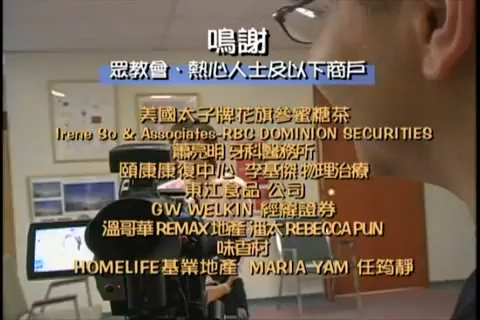 鳴謝
眾教會、熱心人士及以下商戶
美國太子牌花旗參蜜糖茶
Irene So & Associates-RBC DOMINION SECURITIES
蕭亮明 牙科醫務所
頤康康復中心 李基傑 物理治療
東江食品 公司
GW WELKIN 經緯證券
溫哥華 REMAX 地產 潘太 REBECCA PUN
味香村
HOMELIFE 基業地產 MARIA YAM 任筠靜